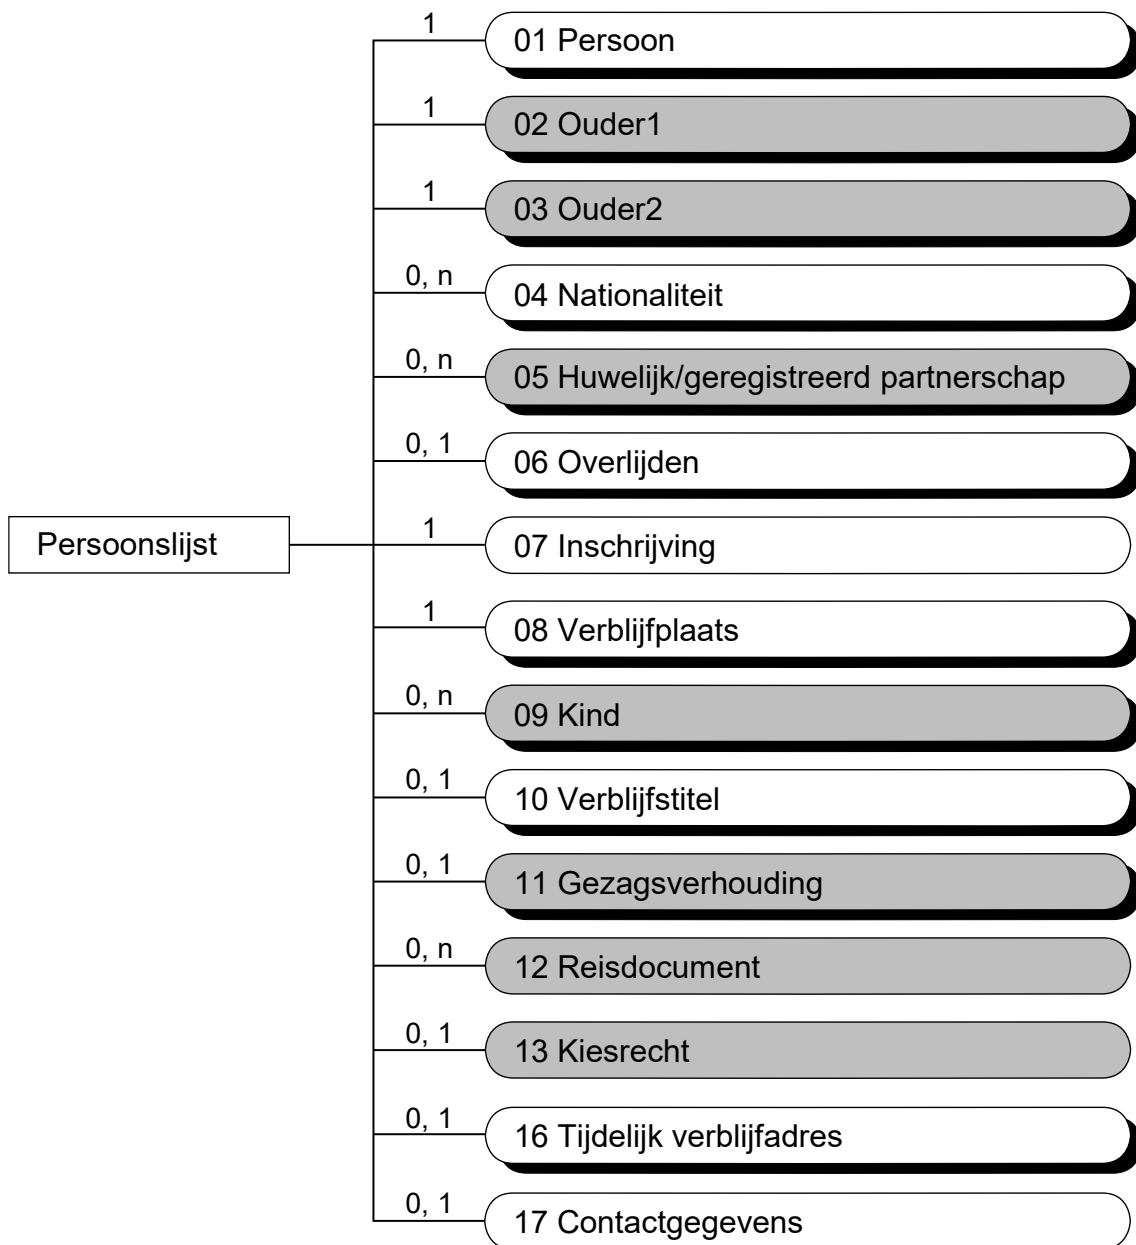 1
01 Persoon
1
02 Ouder1
1
03 Ouder2
0, n
04 Nationaliteit
0, n
05 Huwelijk/geregistreerd partnerschap
0, 1
06 Overlijden
Persoonslijst
1
07 Inschrijving
1
08 Verblijfplaats
0, n
09 Kind
0, 1
10 Verblijfstitel
0, 1
11 Gezagsverhouding
0, n
12 Reisdocument
0, 1
13 Kiesrecht
0, 1
16 Tijdelijk verblijfadres
0, 1
17 Contactgegevens